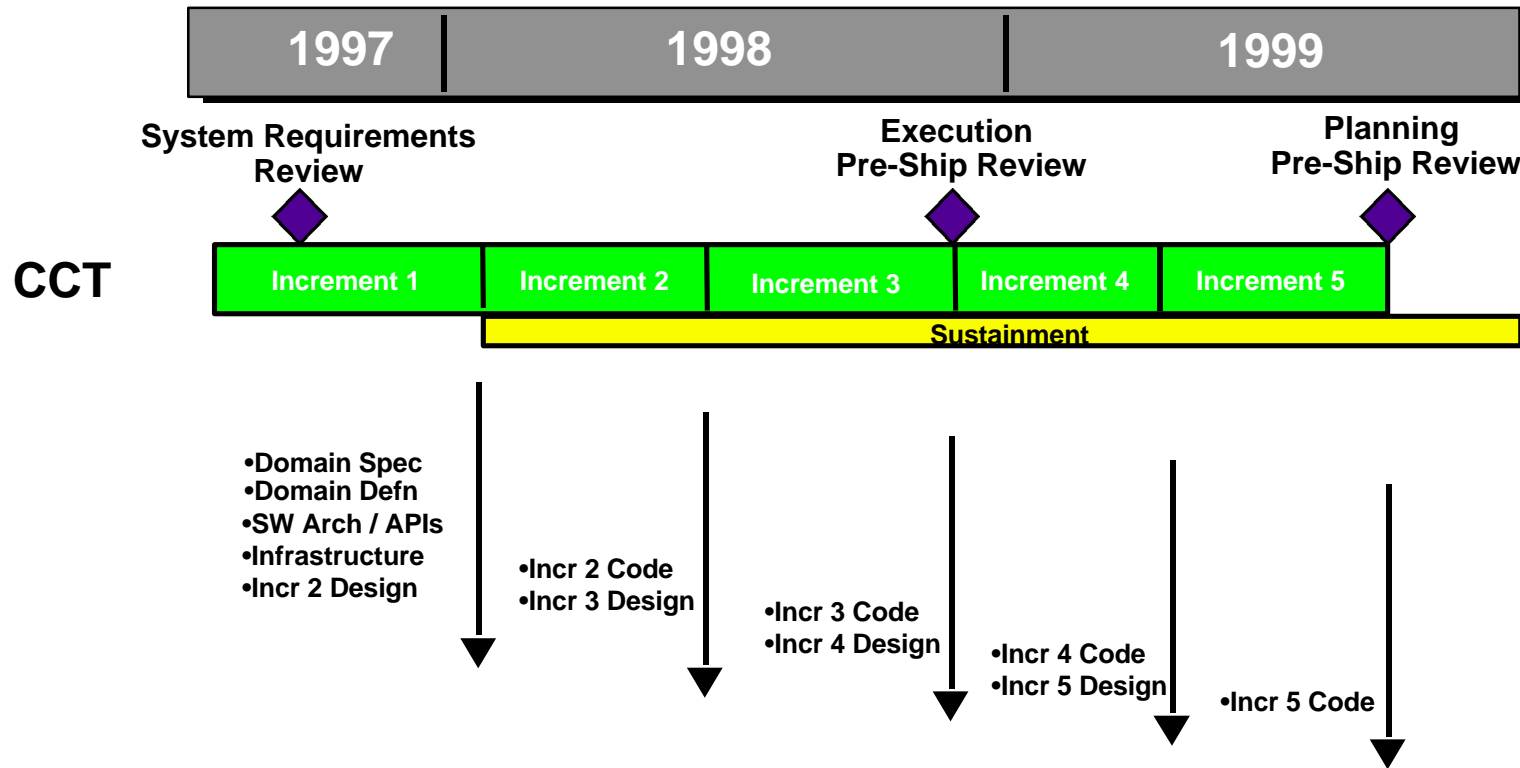 1997
1998
1999
System Requirements
Review
Execution
Pre-Ship Review
Planning
Pre-Ship Review
CCT
Increment 1
Increment 2
Increment 3
Increment 4
Increment 5
Sustainment
•Domain Spec
•Domain Defn
•SW Arch / APIs
•Infrastructure
•Incr 2 Design
•Incr 2 Code
•Incr 3 Design
•Incr 3 Code
•Incr 4 Design
•Incr 4 Code
•Incr 5 Design
•Incr 5 Code